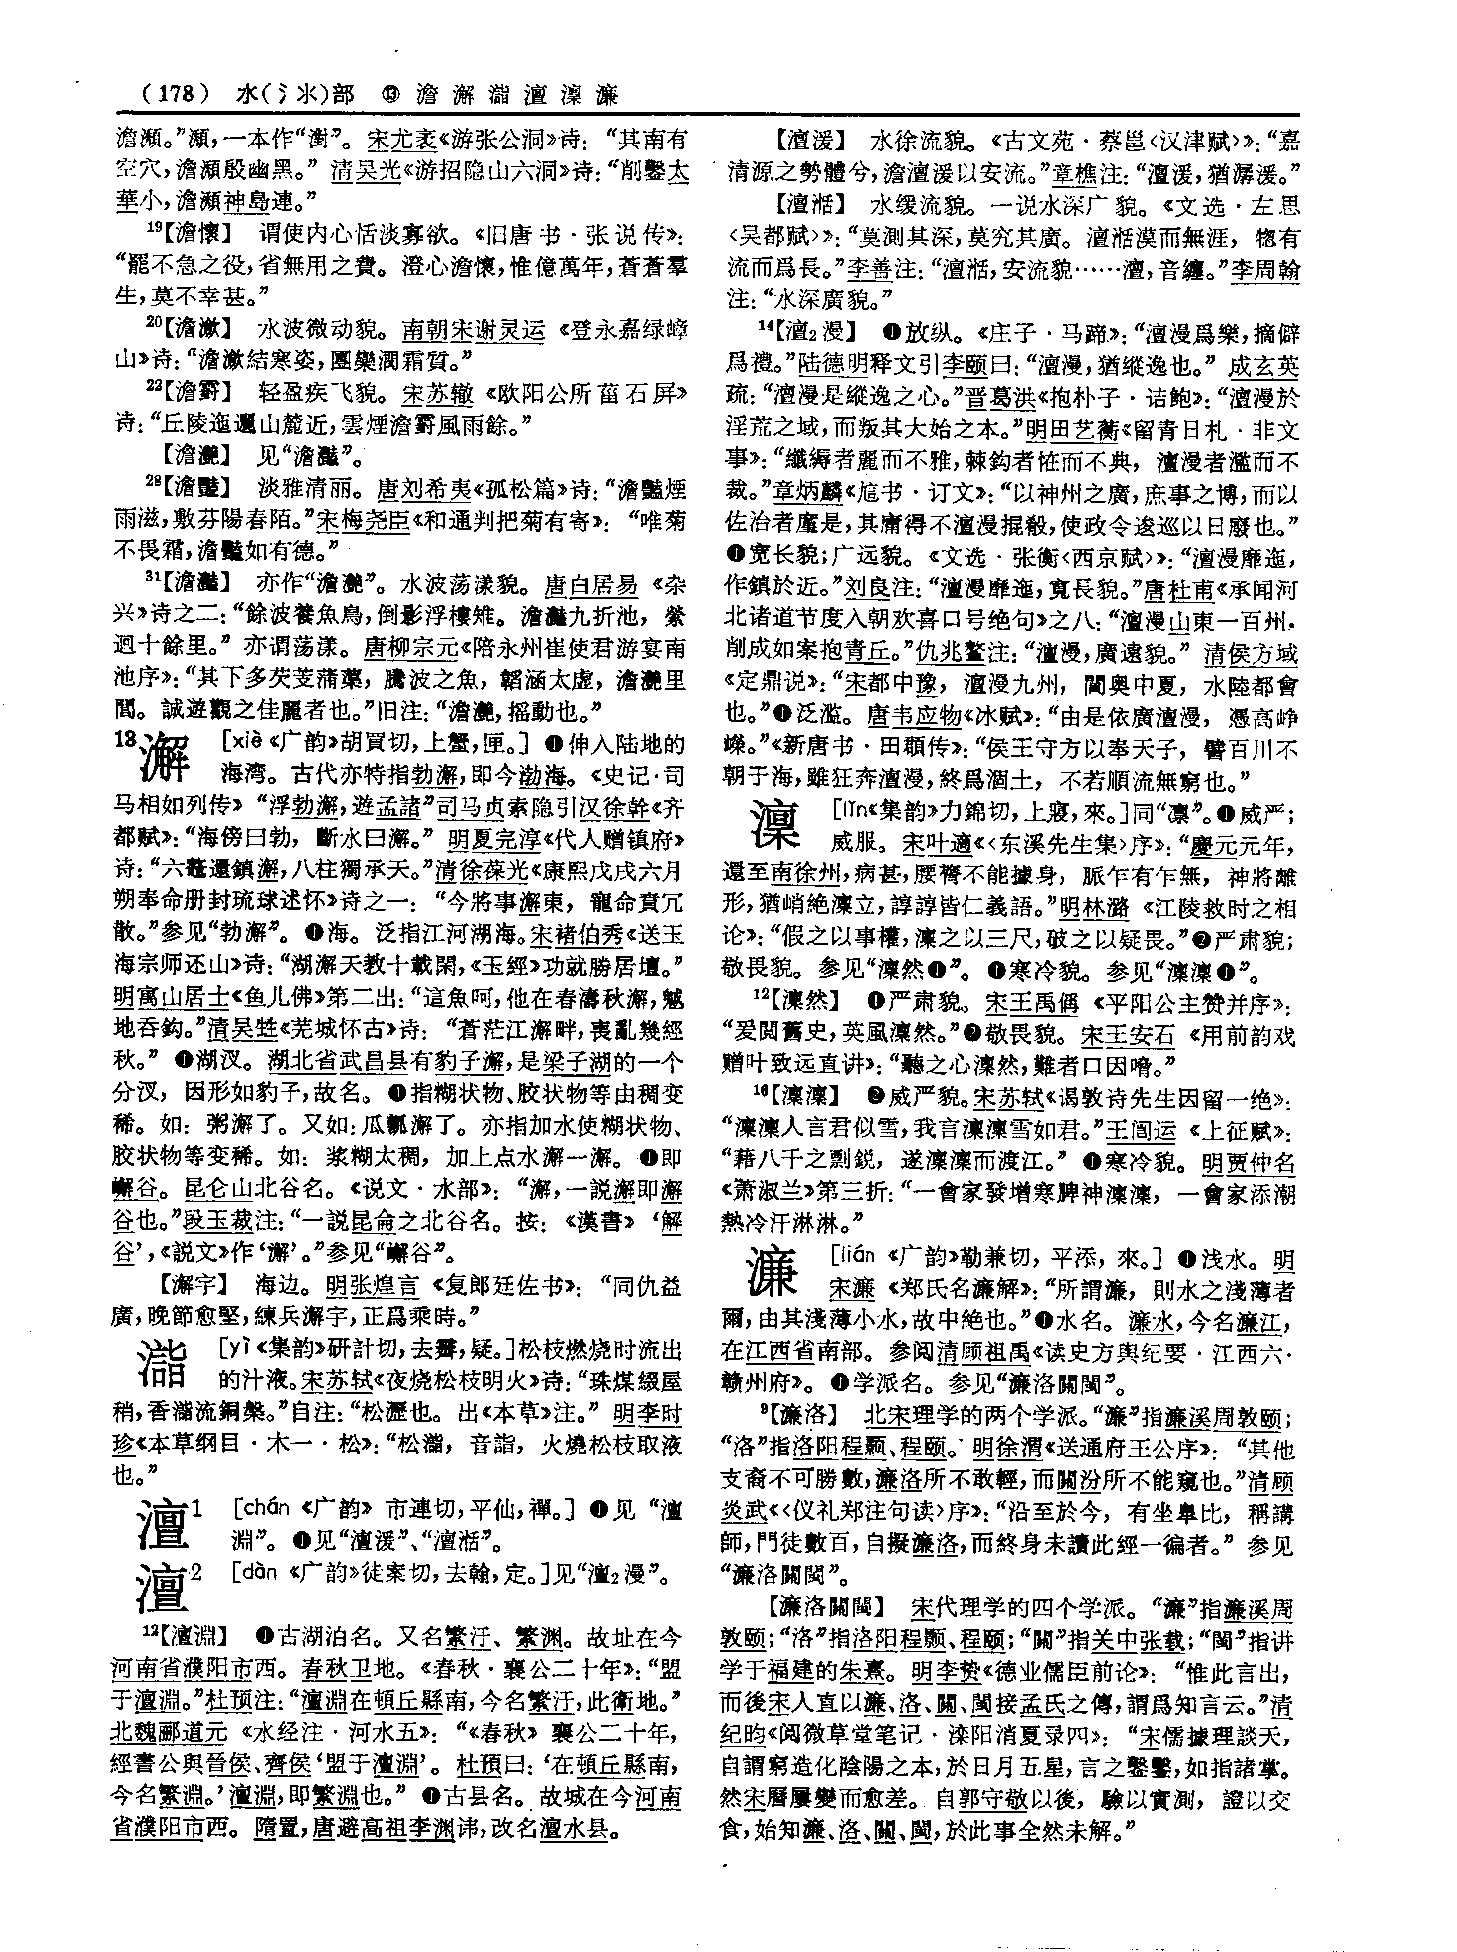 （178） 水(氵氺)部 ⑬ 澹澥㵝澶澟濂
澹澦。”澦，一本作“澍”。宋尤袤《游张公洞》诗：“其南有
空穴，澹澦殷幽黑。”清吴光《游招隐山六洞》诗：“削鑿太
華小，澹澦神島連。”
19【澹懷】 谓使内心恬淡寡欲。《旧唐书·张说传》：
“罷不急之役，省無用之費。澄心澹懷，惟億萬年，蒼蒼羣
生，莫不幸甚。”
20【澹潋】 水波微动貌。南朝宋谢灵运《登永嘉绿嶂
山》诗：“澹潋結寒姿，團欒潤霜質。”
22【澹霨】 轻盈疾飞貌。宋苏辙《欧阳公所蓄石屏》
诗：“丘陵迤邐山麓近，雲煙澹霨風雨餘。”
【澹灔】 见“澹灩”。
28【澹豔】 淡雅清丽。唐刘希夷《孤松篇》诗：“澹豔煙
雨滋，敷芬陽春陌。”宋梅尧臣《和通判把菊有寄》：“唯菊
不畏霜，澹豔如有德。”
31【澹灩】 亦作“澹灔”。水波荡漾貌。唐白居易《杂
兴》诗之二：“餘波養魚鳥，倒影浮樓雉。澹灩九折池，縈
迴十餘里。”亦谓荡漾。唐柳宗元《陪永州崔使君游宴南
池序》：“其下多芡芰蒲蕖，騰波之魚，韜涵太虛，澹灔里
閭。誠遊觀之佳麗者也。”旧注：“澹灔，摇動也。”
13澥 [xiè《广韵》胡買切，上蟹，匣。] ❶伸入陆地的
海湾。古代亦特指勃澥，即今渤海。《史记·司
马相如列传》“浮勃澥，遊孟諸”司马贞索隐引汉徐幹《齐
都赋》：“海傍曰勃，斷水曰澥。”明夏完淳《代人赠镇府》
诗：“六鼇還鎮澥，八柱獨承天。”清徐葆光《康熙戊戌六月
朔奉命册封琉球述怀》诗之一：“今將事澥東，寵命賁冗
散。”参见“勃澥”。❷海。泛指江河湖海。宋褚伯秀《送玉
海宗师还山》诗：“湖澥天教十載閑，《玉經》功就勝居壇。”
明寓山居士《鱼儿佛》第二出：“這魚呵，他在春濤秋澥，魆
地吞鈎。”清吴甡《芜城怀古》诗：“蒼茫江澥畔，喪亂幾經
秋。”❸湖汊。湖北省武昌县有豹子澥，是梁子湖的一个
分汊，因形如豹子，故名。❹指糊状物、胶状物等由稠变
稀。如：粥澥了。又如：瓜瓤澥了。亦指加水使糊状物、
胶状物等变稀。如：浆糊太稠，加上点水澥一澥。❺即
嶰谷。昆仑山北谷名。《说文·水部》：“澥，一説澥即澥
谷也。”段玉裁注：“一説昆侖之北谷名。按：《漢書》‘解
谷’，《説文》作‘澥’。”参见“嶰谷”。
【澥宇】 海边。明张煌言《复郎廷佐书》：“同仇益
廣，晚節愈堅，練兵澥宇，正爲乘時。”
㵝 [yì《集韵》研計切，去霽，疑。]松枝燃烧时流出
的汁液。宋苏轼《夜烧松枝明火》诗：“珠煤綴屋
稍，香㵝流銅槃。”自注：“松瀝也。出《本草》注。”明李时
珍《本草纲目·木一·松》：“松㵝，音詣，火燒松枝取液
也。”
澶1 [chán《广韵》市連切，平仙，禪。] ❶见“澶
淵”。❷见“澶湲”、“澶湉”。
澶2 [dàn《广韵》徒案切，去翰，定。]见“澶2漫”。
12【澶淵】 ❶古湖泊名。又名繁汙、繁渊。故址在今
河南省濮阳市西。春秋卫地。《春秋·襄公二十年》：“盟
于澶淵。”杜预注：“澶淵在頓丘縣南，今名繁汙，此衛地。”
北魏郦道元《水经注·河水五》：“《春秋》襄公二十年，
經書公與晉侯、齊侯‘盟于澶淵’。杜預曰：‘在頓丘縣南，
今名繁淵。’澶淵，即繁淵也。”❷古县名。故城在今河南
省濮阳市西。隋置，唐避高祖李渊讳，改名澶水县。
【澶湲】 水徐流貌。《古文苑·蔡邕〈汉津赋〉》：“嘉
清源之勢體兮，澹澶湲以安流。”章樵注：“澶湲，猶潺湲。”
【澶湉】 水缓流貌。一说水深广貌。《文选·左思
〈吴都赋〉》：“莫測其深，莫究其廣。澶湉漠而無涯，惣有
流而爲長。”李善注：“澶湉，安流貌……澶，音纏。”李周翰
注：“水深廣貌。”
14【澶2漫】 ❶放纵。《庄子·马蹄》：“澶漫爲樂，摘僻
爲禮。”陆德明释文引李颐曰：“澶漫，猶縱逸也。”成玄英
疏：“澶漫是縱逸之心。”晋葛洪《抱朴子·诘鲍》：“澶漫於
淫荒之域，而叛其大始之本。”明田艺蘅《留青日札·非文
事》：“纖縟者麗而不雅，棘鈎者恠而不典，澶漫者濫而不
裁。”章炳麟《訄书·订文》：“以神州之廣，庶事之博，而以
佐治者麈是，其庸得不澶漫掍殽，使政令逡巡以日廢也。”
❷宽长貌；广远貌。《文选·张衡〈西京赋〉》：“澶漫靡迤，
作鎮於近。”刘良注：“澶漫靡迤，寬長貌。”唐杜甫《承闻河
北诸道节度入朝欢喜口号绝句》之八：“澶漫山東一百州，
削成如案抱青丘。”仇兆鳌注：“澶漫，廣遠貌。”清侯方域
《定鼎说》：“宋都中豫，澶漫九州，閫奥中夏，水陸都會
也。”❸泛滥。唐韦应物《冰赋》：“由是依廣澶漫，憑高峥
嶸。”《新唐书·田頵传》：“侯王守方以奉天子，譬百川不
朝于海，雖狂奔澶漫，終爲涸土，不若順流無窮也。”
澟 [lǐn《集韵》力錦切，上寢，來。]同“凛”。❶威严；
威服。宋叶適《〈东溪先生集〉序》：“慶元元年，
還至南徐州，病甚，腰膂不能據身，脈乍有乍無，神將離
形，猶峭絶澟立，諄諄皆仁義語。”明林潞《江陵救时之相
论》：“假之以事權，澟之以三尺，破之以疑畏。”❷严肃貌；
敬畏貌。参见“澟然❶”。❸寒冷貌。参见“澟澟❷”。
12【澟然】 ❶严肃貌。宋王禹偁《平阳公主赞并序》：
“爰閲舊史，英風澟然。”❷敬畏貌。宋王安石《用前韵戏
赠叶致远直讲》：“聽之心澟然，難者口因噤。”
16【澟澟】 ❶威严貌。宋苏轼《谒敦诗先生因留一绝》：
“澟澟人言君似雪，我言澟澟雪如君。”王闿运《上征赋》：
“藉八千之剽鋭，遂澟澟而渡江。”❷寒冷貌。明贾仲名
《萧淑兰》第三折：“一會家發增寒脾神澟澟，一會家添潮
熱冷汗淋淋。”
濂 [lián《广韵》勒兼切，平添，來。] ❶浅水。明
宋濂《郑氏名濂解》：“所謂濂，則水之淺薄者
爾，由其淺薄小水，故中絶也。”❷水名。濂水，今名濂江，
在江西省南部。参阅清顾祖禹《读史方舆纪要·江西六·
赣州府》。❸学派名。参见“濂洛關閩”。
9【濂洛】 北宋理学的两个学派。“濂”指濂溪周敦颐；
“洛”指洛阳程颢、程颐。明徐渭《送通府王公序》：“其他
支裔不可勝數，濂洛所不敢輕，而關汾所不能窺也。”清顾
炎武《〈仪礼郑注句读〉序》：“沿至於今，有坐皋比，稱講
師，門徒數百，自擬濂洛，而終身未讀此經一徧者。”参见
“濂洛關閩”。
【濂洛關閩】 宋代理学的四个学派。“濂”指濂溪周
敦颐；“洛”指洛阳程颢、程颐；“關”指关中张载；“閩”指讲
学于福建的朱熹。明李贽《德业儒臣前论》：“惟此言出，
而後宋人直以濂、洛、關、閩接孟氏之傳，謂爲知言云。”清
纪昀《阅微草堂笔记·滦阳消夏录四》：“宋儒據理談天，
自謂窮造化陰陽之本，於日月五星，言之鑿鑿，如指諸掌。
然宋曆屢變而愈差。自郭守敬以後，驗以實測，證以交
食，始知濂、洛、關、閩，於此事全然未解。”